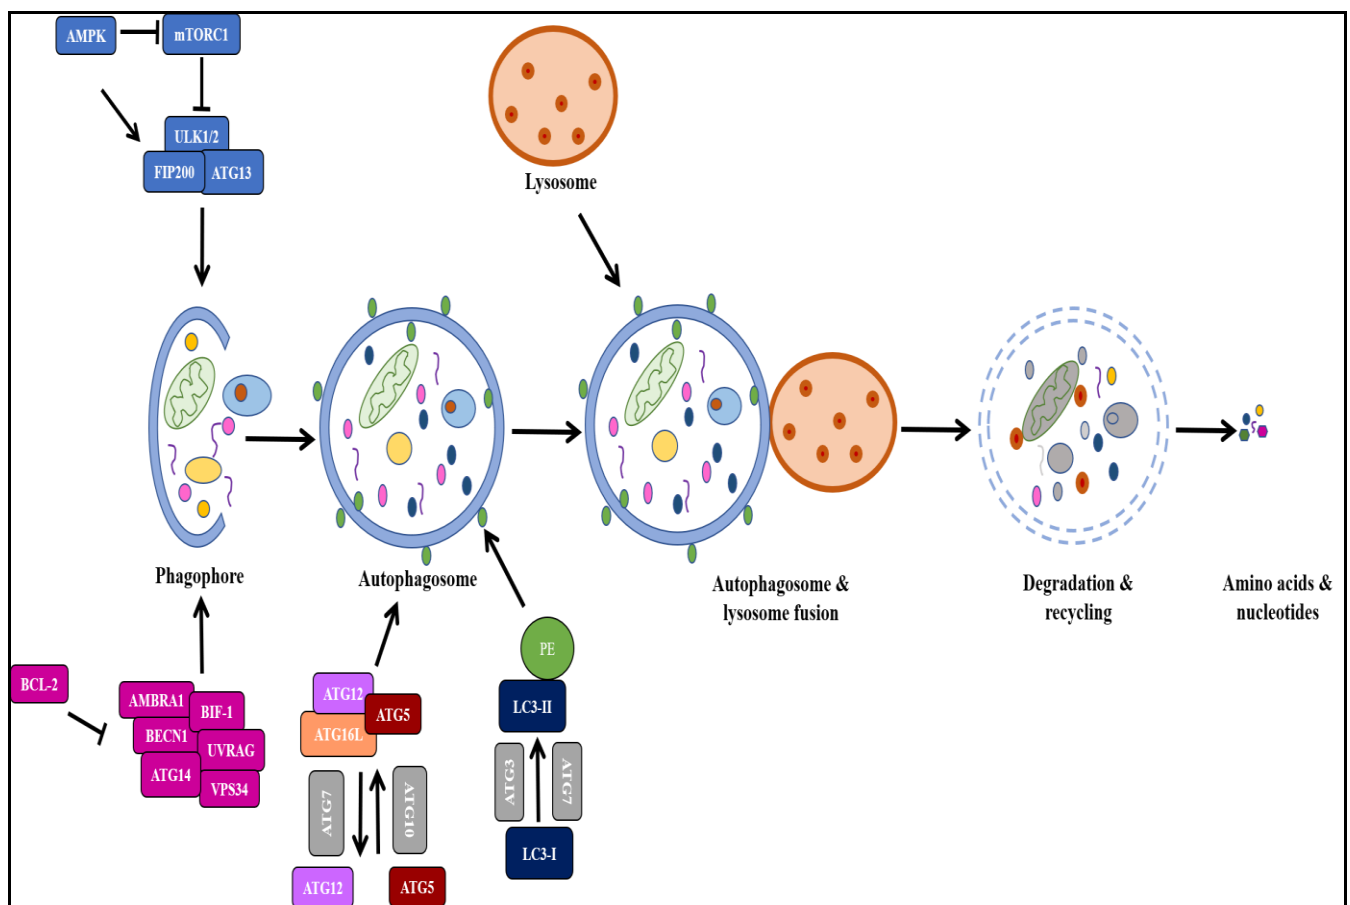 AMPK
mTORC1
ULK1/2
FIP200
ATG13
Lysosome
Phagophore
Autophagosome
Autophagosome &
lysosome fusion
Degradation &
recycling
Amino acids &
nucleotides
BCL-2
AMBRA1
BIF-1
BECN1
UVRAG
ATG14
VPS34
ATG12
ATG5
ATG16L
ATG7
ATG10
ATG12
ATG5
PE
LC3-II
ATG3
ATG7
LC3-I